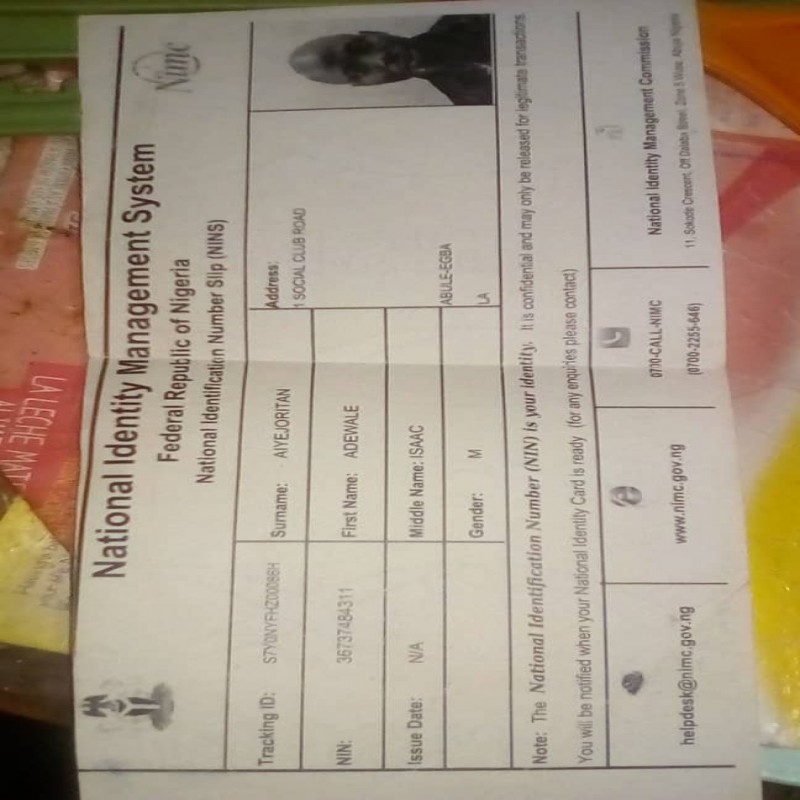 National Identity Management System
Federal Republic of Nigeria
National Identification Number Slip (NINS)
Nimc
Tracking ID:
Surname: AIYEJORITAN
Address:
1 SOCIAL CLUB ROAD
NIN: 36737484311
First Name: ADEWALE
Issue Date: N/A
Middle Name: ISAAC
Gender: M
ABULE-EGBA
LA
Note: The National Identification Number (NIN) is your identity. It is confidential and may only be released for legitimate transactions.
You will be notified when your National Identity Card is ready (for any enquiries please contact)
helpdesk@nimc.gov.ng
www.nimc.gov.ng
0700-CALL-NIMC
(0700-2255-646)
National Identity Management Commission
11, Sokode Crescent, Off Dalaba Street, Zone 5 Wuse, Abuja Nigeria
LA LECHE